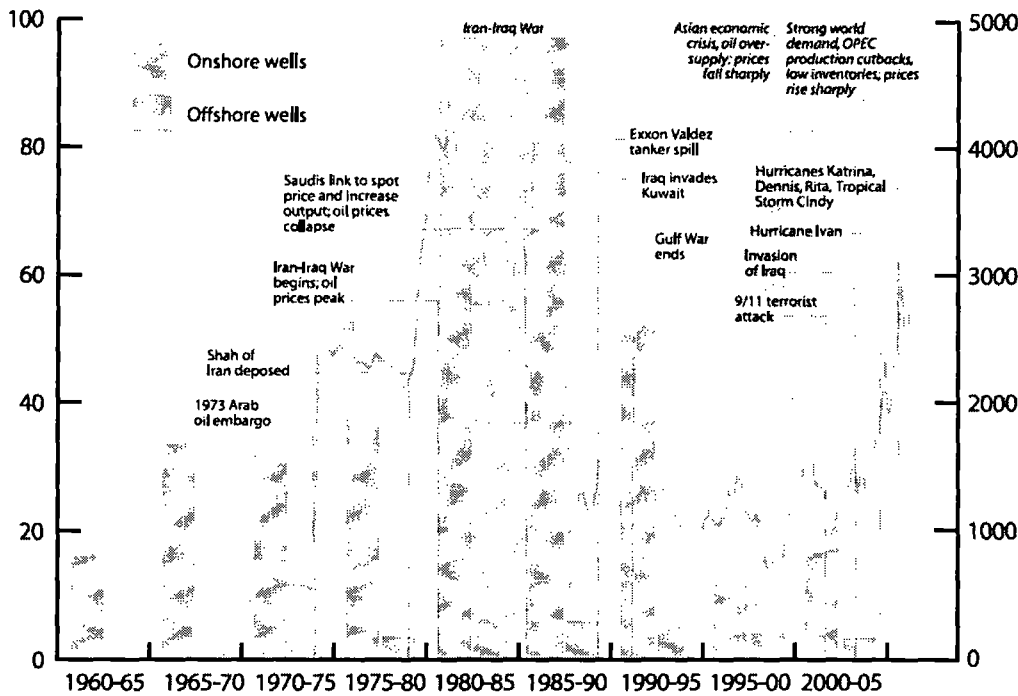 100
80
60
40
20
0
Onshore wells
Offshore wells
Iran-Iraq War
Asian economic
crisis, oil over-
supply; prices
fall sharply
Strong world
demand, OPEC
production cutbacks,
low inventories; prices
rise sharply
Exxon Valdez
tanker spill
Saudis link to spot
price and increase
output; oil prices
collapse
Iraq invades
Kuwait
Hurricanes Katrina,
Dennis, Rita, Tropical
Storm Cindy
Gulf War
ends
Hurricane Ivan
Iran-Iraq War
begins; oil
prices peak
Invasion
of Iraq
9/11 terrorist
attack
Shah of
Iran deposed
1973 Arab
oil embargo
5000
4000
3000
2000
1000
0
1960-65 1965-70 1970-75 1975-80 1980-85 1985-90 1990-95 1995-00 2000-05